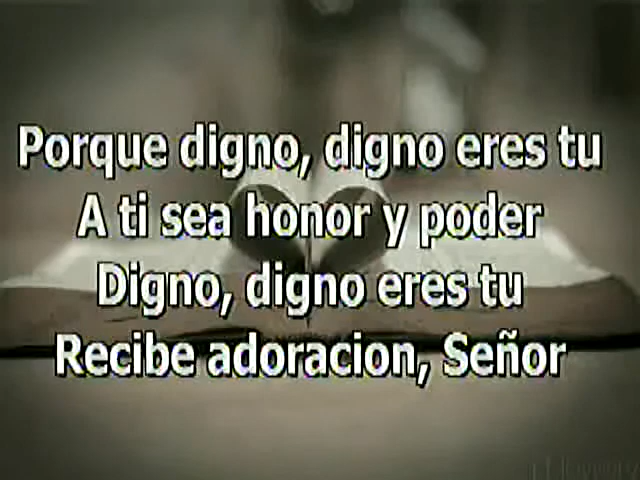 Porque digno, digno eres tu
A ti sea honor y poder
Digno, digno eres tu
Recibe adoracion, Señor